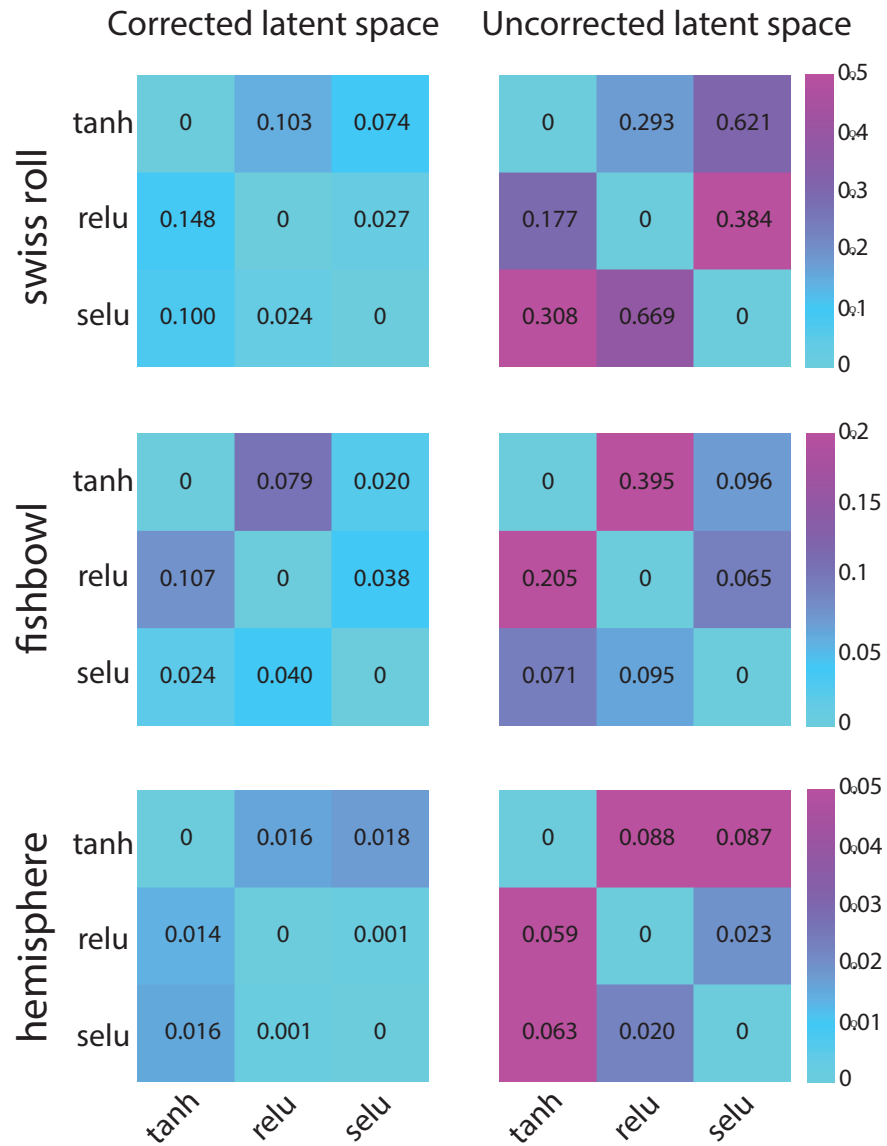 Corrected latent space Uncorrected latent space
swiss roll
tanh 0 0.103 0.074 0 0.293 0.621
relu 0.148 0 0.027 0.177 0 0.384
selu 0.100 0.024 0 0.308 0.669 0
0.5
0.4
0.3
0.2
0.1
0
fishbowl
tanh 0 0.079 0.020 0 0.395 0.096
relu 0.107 0 0.038 0.205 0 0.065
selu 0.024 0.040 0 0.071 0.095 0
0.2
0.15
0.1
0.05
0
hemisphere
tanh 0 0.016 0.018 0 0.088 0.087
relu 0.014 0 0.001 0.059 0 0.023
selu 0.016 0.001 0 0.063 0.020 0
0.05
0.04
0.03
0.02
0.01
0
tanh relu selu tanh relu selu